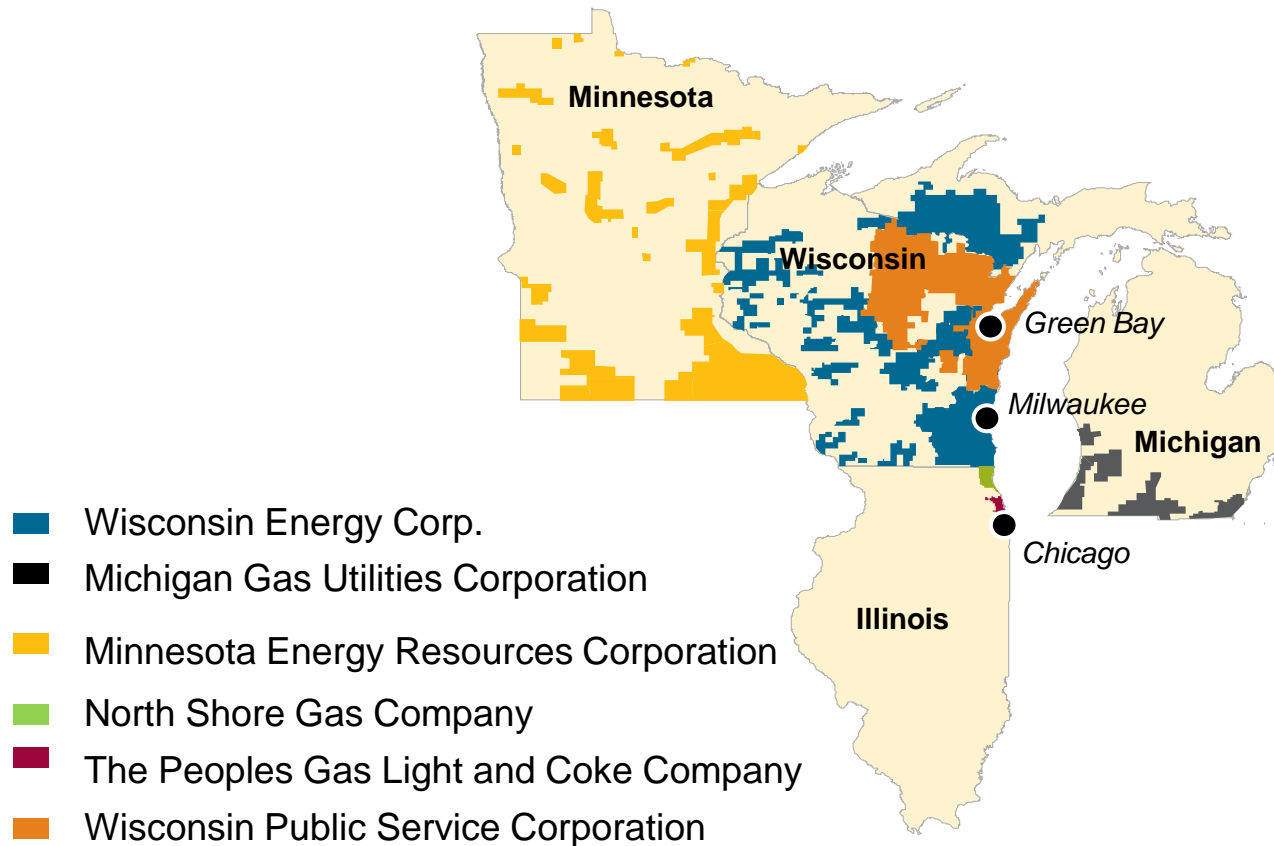 Minnesota
Wisconsin
Green Bay
Milwaukee
Michigan
Chicago
Illinois
Wisconsin Energy Corp.
Michigan Gas Utilities Corporation
Minnesota Energy Resources Corporation
North Shore Gas Company
The Peoples Gas Light and Coke Company
Wisconsin Public Service Corporation